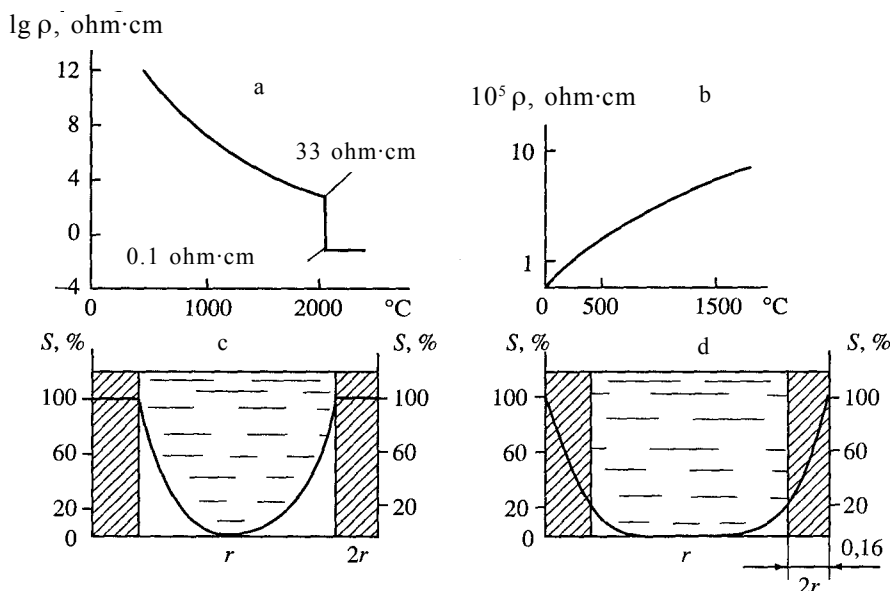 lg ρ, ohm·cm
12
8
4
0
–4
a
33 ohm·cm
0.1 ohm·cm
0
1000
2000
°C
10⁵ ρ, ohm·cm
b
10
1
0
500
1500
°C
S, %
c
S, %
100
60
20
0
100
60
20
r
2r
S, %
d
S, %
100
60
20
0
100
60
20
r
0,16
2r